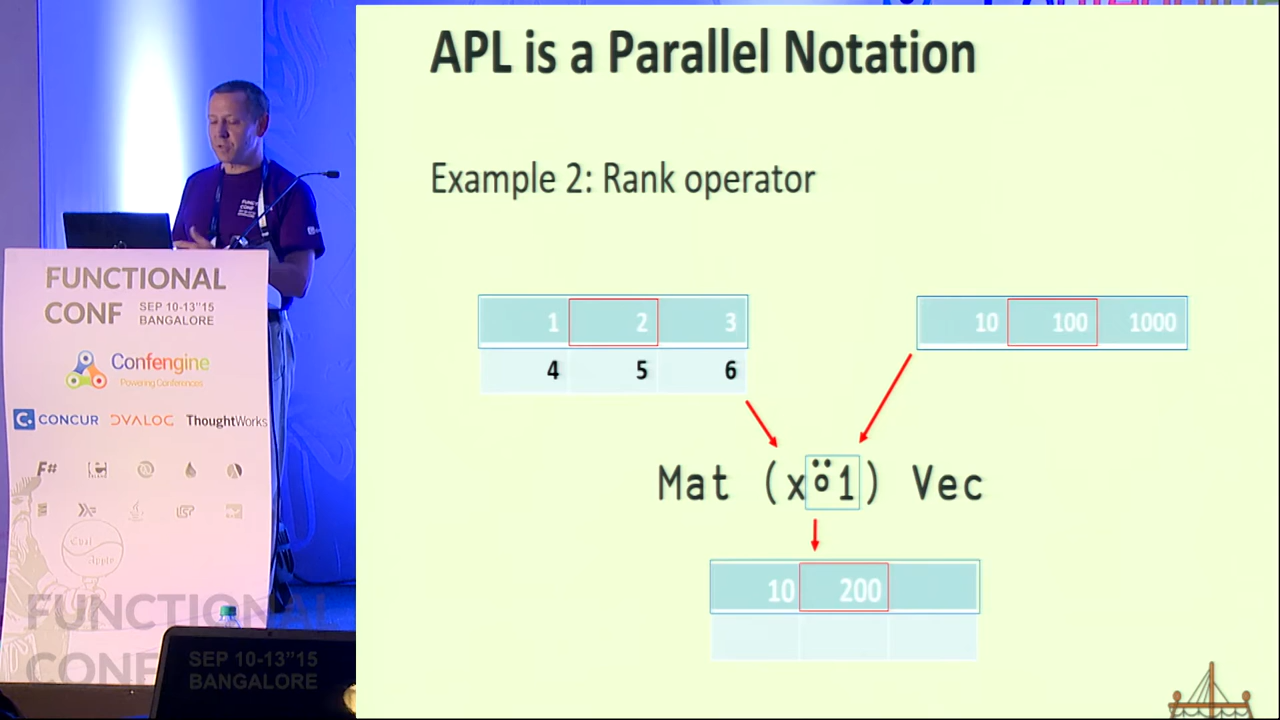 APL is a Parallel Notation
Example 2: Rank operator
1 2 3
4 5 6
10 100 1000
Mat (x⍤1) Vec
10 200
FUNCTIONAL
CONF SEP 10-13"15
BANGALORE
Confengine
Powering Conferences
C. CONCUR DVALOC ThoughtWorks
F#
FUNCTIONAL
CONF SEP 10-13"15
BANGALORE